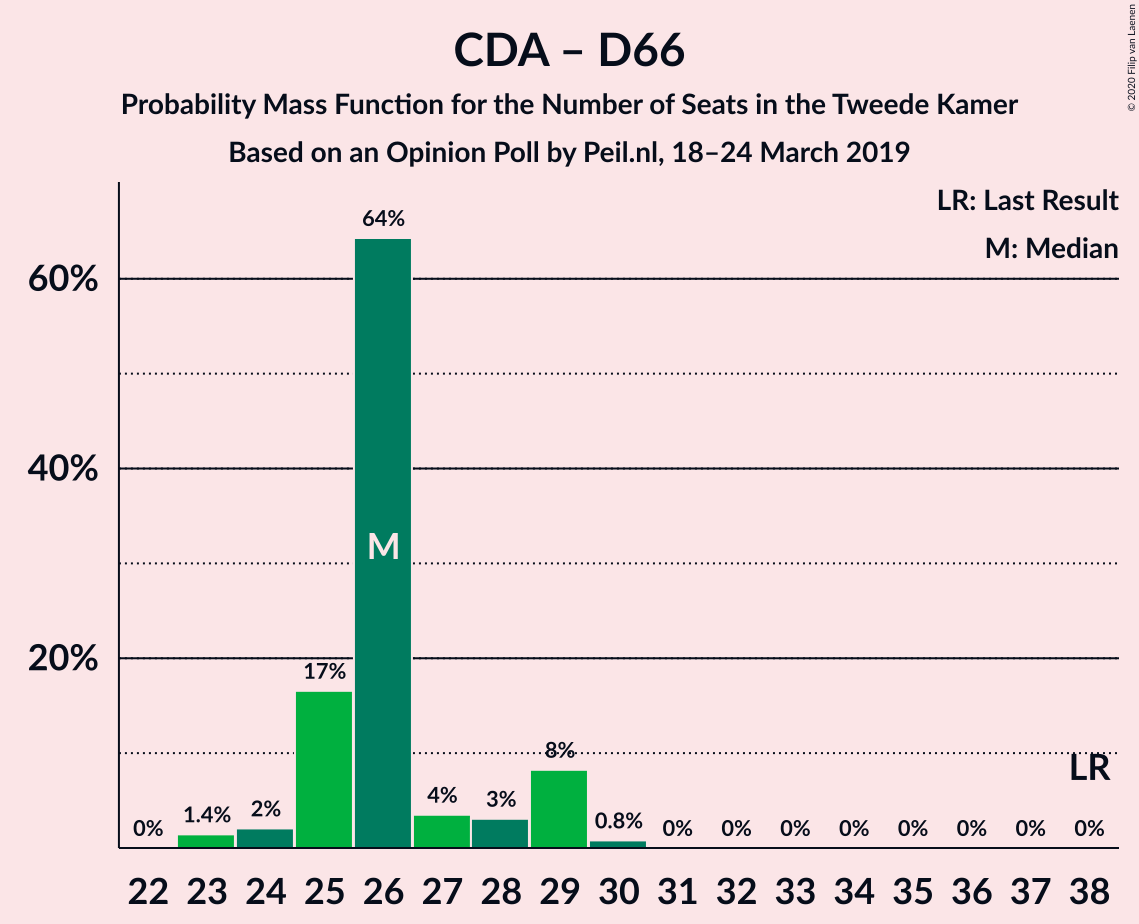 CDA – D66
Probability Mass Function for the Number of Seats in the Tweede Kamer
Based on an Opinion Poll by Peil.nl, 18–24 March 2019
© 2020 Filip van Laenen
LR: Last Result
M: Median
60%
40%
20%
64%
M
17%
8%
LR
0%
1.4%
2%
4%
3%
0.8%
0%
0%
0%
0%
0%
0%
0%
0%
22 23 24 25 26 27 28 29 30 31 32 33 34 35 36 37 38